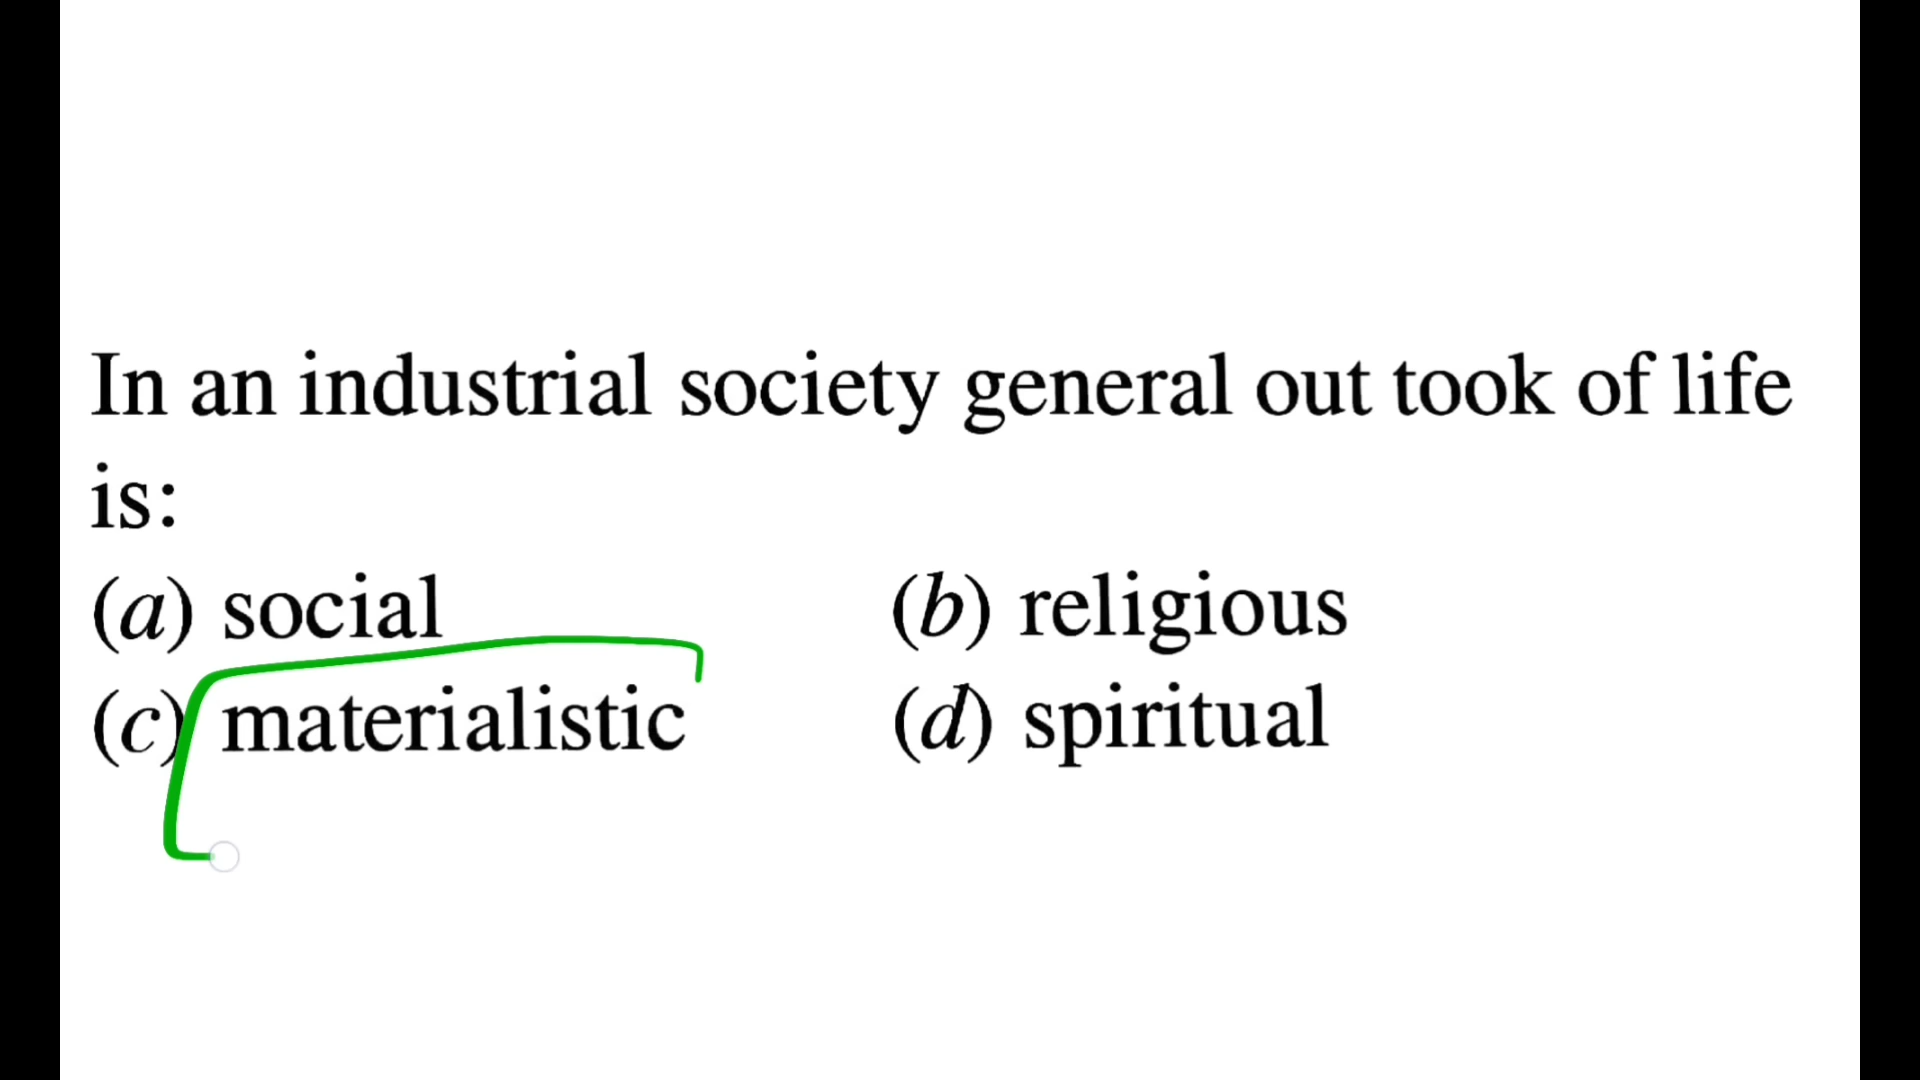 In an industrial society general out took of life
is:
(a) social (b) religious
(c) materialistic (d) spiritual